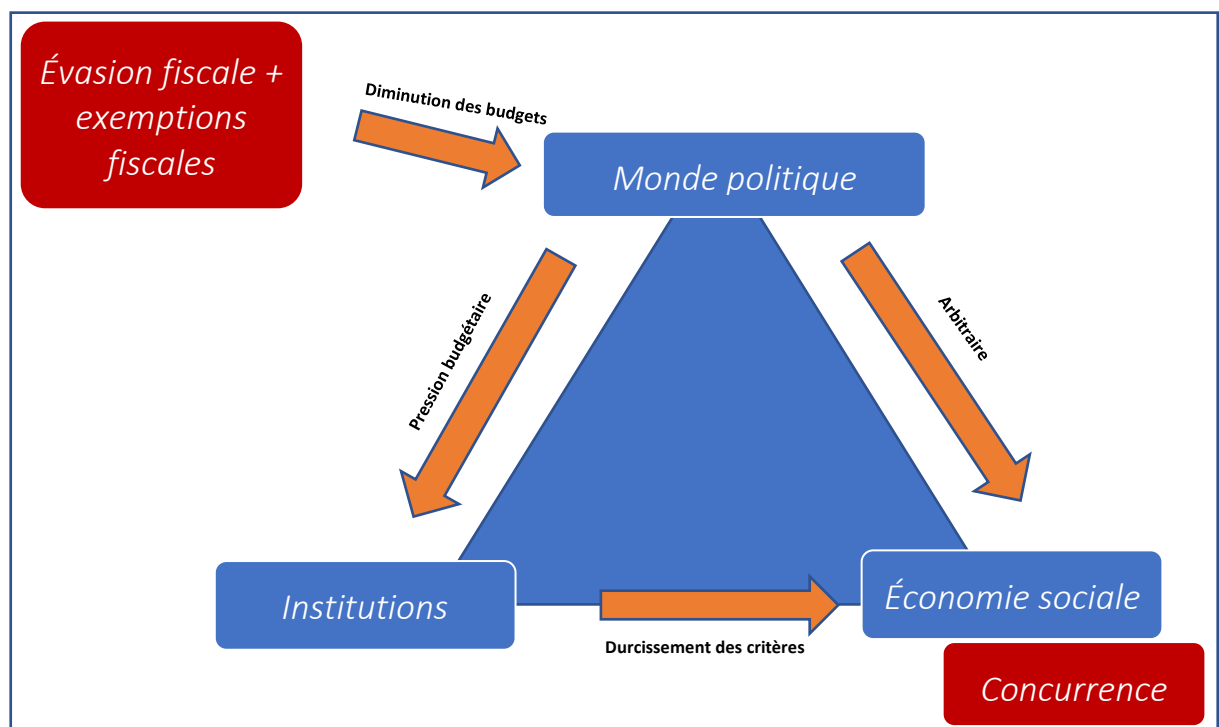 Évasion fiscale +
exemptions
fiscales
Diminution des budgets
Monde politique
Pression budgétaire
Arbitraire
Institutions
Économie sociale
Durcissement des critères
Concurrence